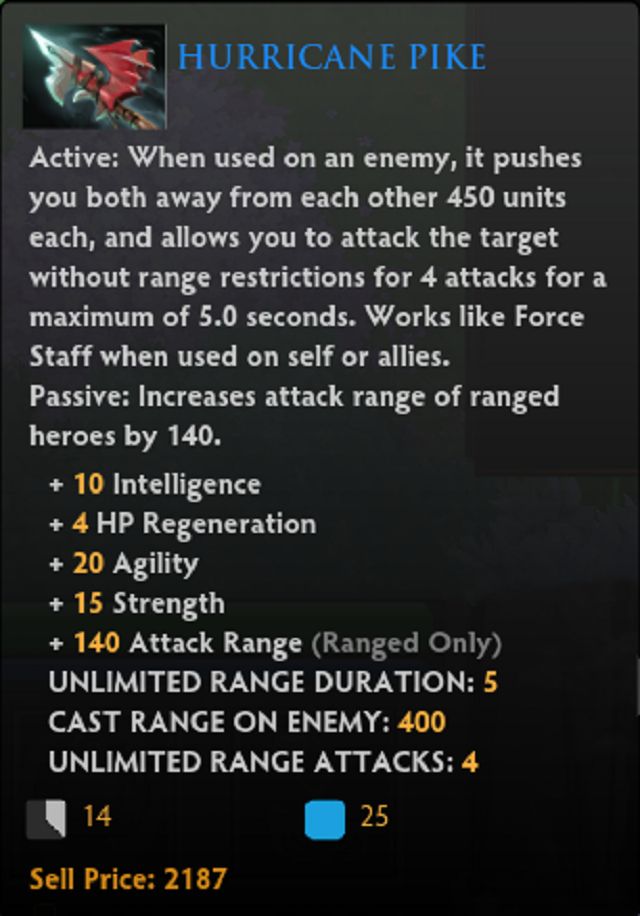 HURRICANE PIKE
Active: When used on an enemy, it pushes
you both away from each other 450 units
each, and allows you to attack the target
without range restrictions for 4 attacks for a
maximum of 5.0 seconds. Works like Force
Staff when used on self or allies.
Passive: Increases attack range of ranged
heroes by 140.
+ 10 Intelligence
+ 4 HP Regeneration
+ 20 Agility
+ 15 Strength
+ 140 Attack Range (Ranged Only)
UNLIMITED RANGE DURATION: 5
CAST RANGE ON ENEMY: 400
UNLIMITED RANGE ATTACKS: 4
14 25
Sell Price: 2187